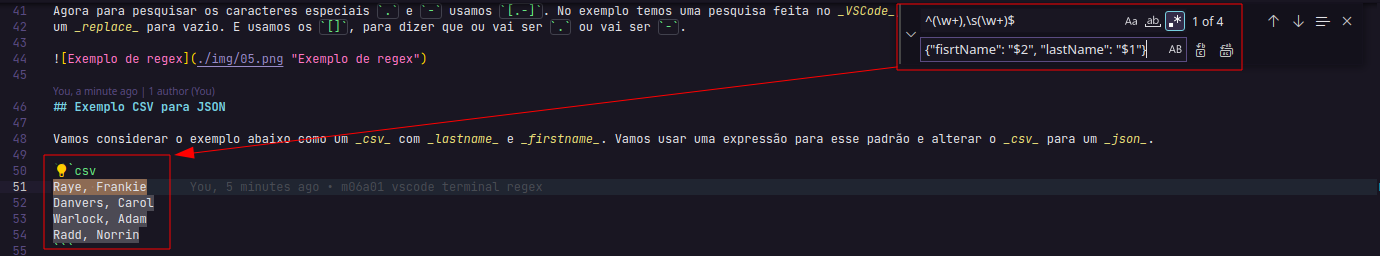 41 Agora para pesquisar os caracteres especiais `.` e `-` usamos `[.-]`. No exemplo temos uma pesquisa feita no _VSCode_
42 um _replace_ para vazio. E usamos os `[]`, para dizer que ou vai ser `.` ou vai ser `-`.
43
44 ![Exemplo de regex](./img/05.png "Exemplo de regex")
45
You, a minute ago | 1 author (You)
46 ## Exemplo CSV para JSON
47
48 Vamos considerar o exemplo abaixo como um _csv_ com _lastname_ e _firstname_. Vamos usar uma expressão para esse padrão e alterar o _csv_ para um _json_.
49
50 csv
51 Raye, Frankie You, 5 minutes ago • m06a01 vscode terminal regex
52 Danvers, Carol
53 Warlock, Adam
54 Radd, Norrin
55 ```
^(\w+),\s(\w+)$ Aa ab .* 1 of 4
{"fisrtName": "$2", "lastName": "$1"} AB